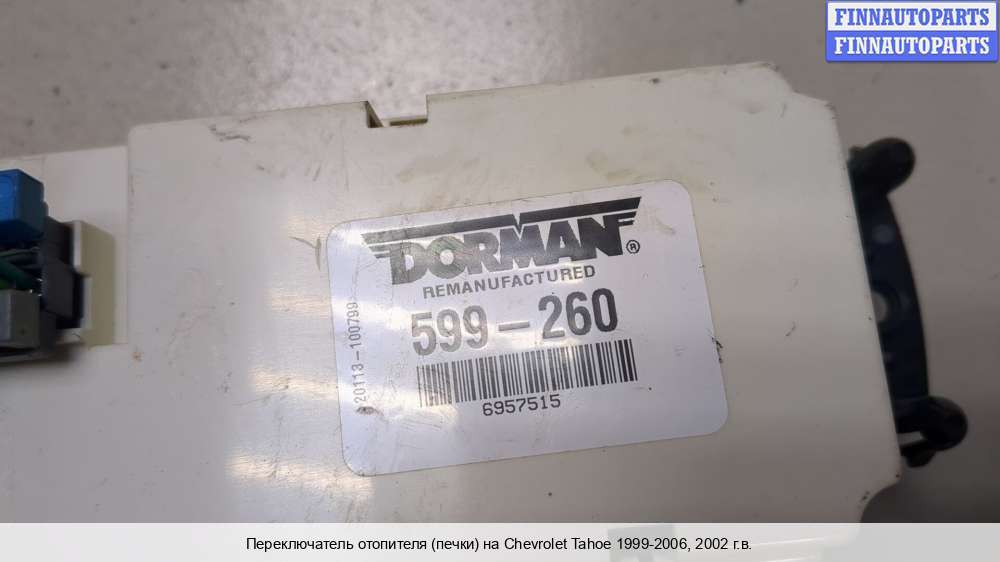 FINNAUTOPARTS
FINNAUTOPARTS
DORMAN®
REMANUFACTURED
599-260
20113-100799
6957515
Переключатель отопителя (печки) на Chevrolet Tahoe 1999-2006, 2002 г.в.